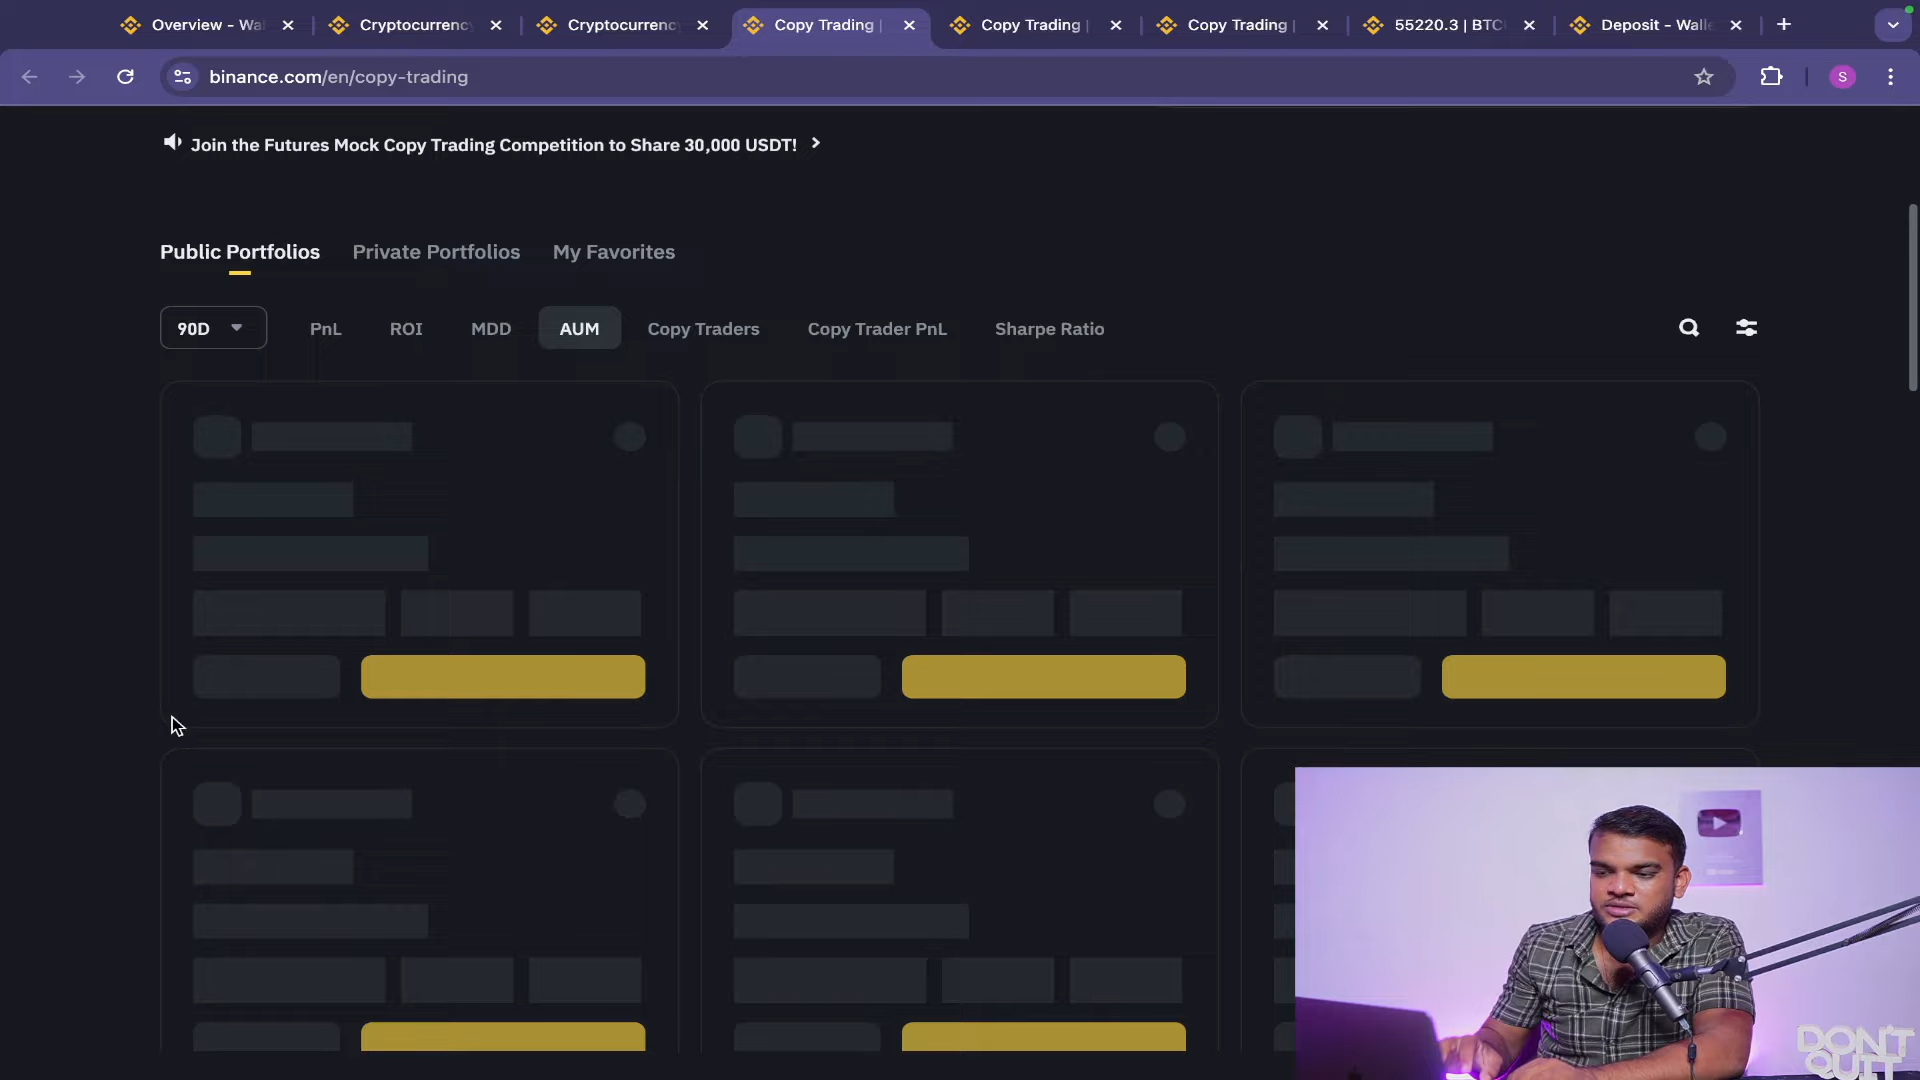 Overview - Wa
Cryptocurrenc
Cryptocurrenc
Copy Trading |
Copy Trading |
Copy Trading |
55220.3 | BTC
Deposit - Wall
binance.com/en/copy-trading
S
Join the Futures Mock Copy Trading Competition to Share 30,000 USDT!
Public Portfolios
Private Portfolios
My Favorites
90D
PnL
ROI
MDD
AUM
Copy Traders
Copy Trader PnL
Sharpe Ratio
DON'T
QUIT